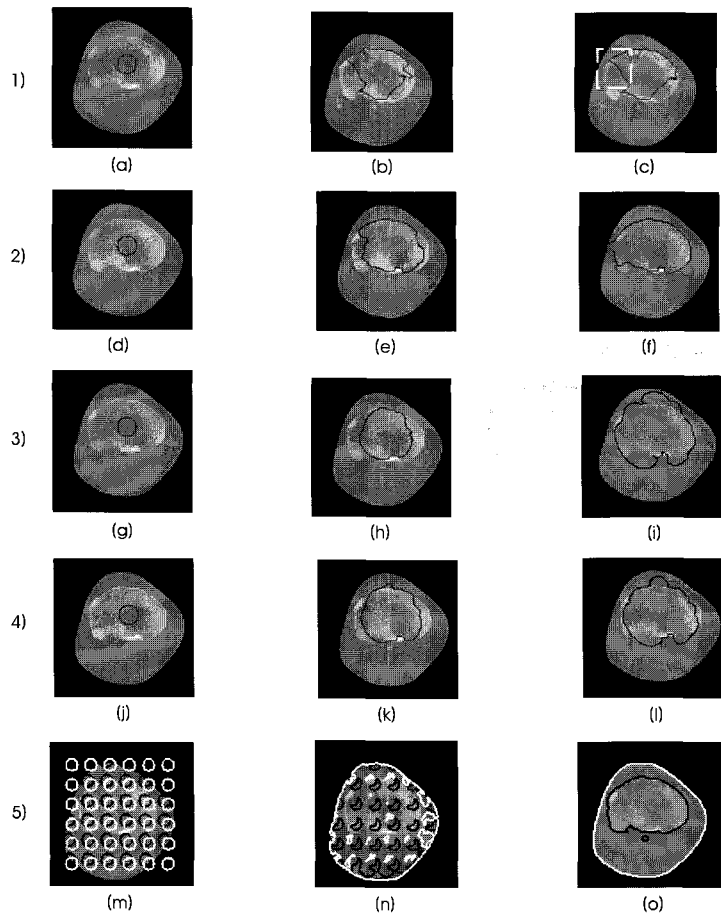 1)
(a) (b) (c)
2)
(d) (e) (f)
3)
(g) (h) (i)
4)
(j) (k) (l)
5)
(m) (n) (o)